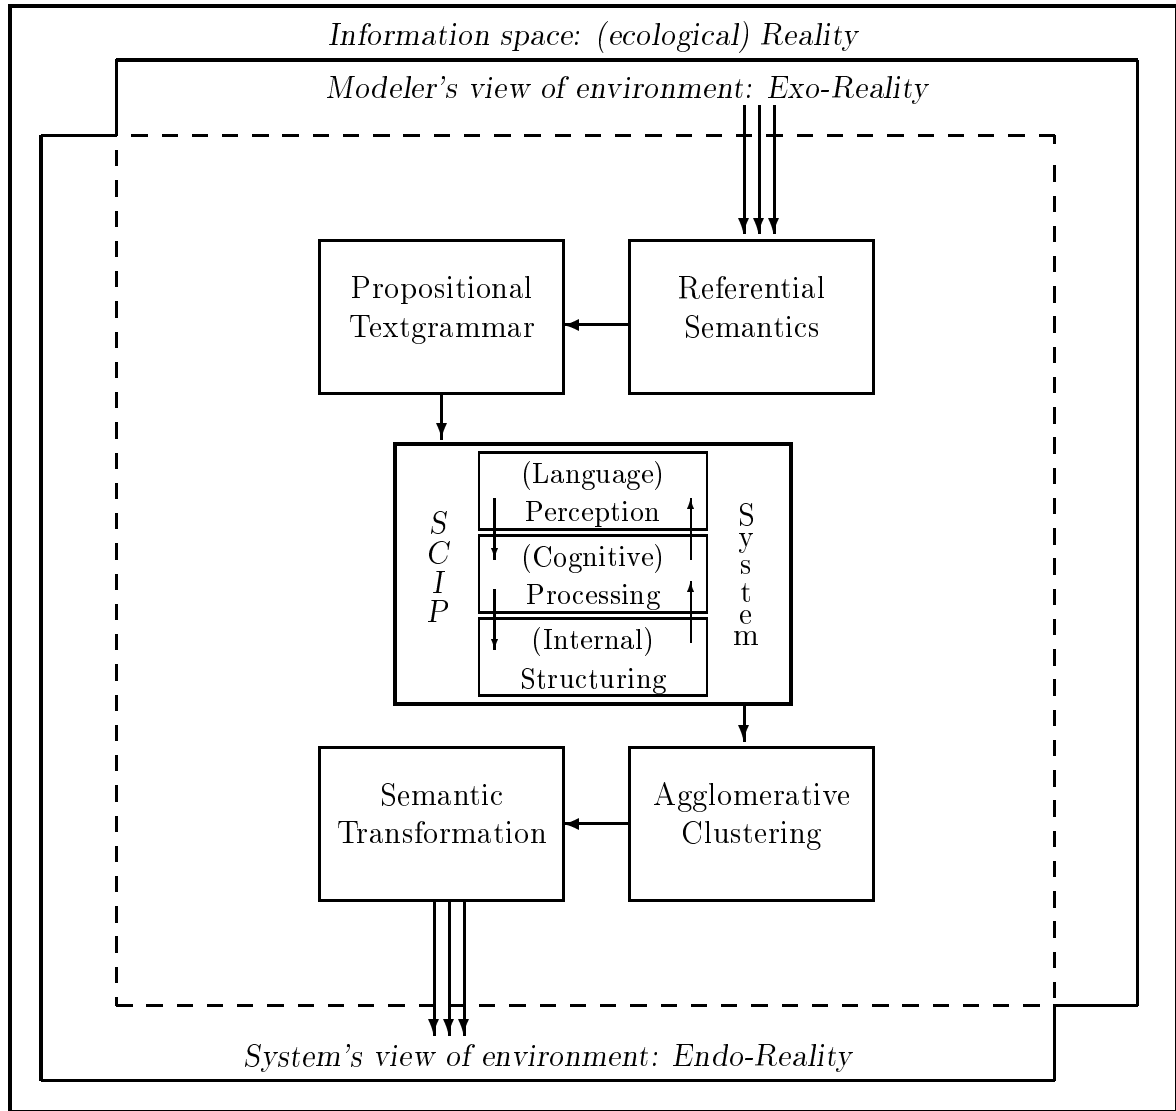 Information space: (ecological) Reality
Modeler's view of environment: Exo-Reality
Propositional
Textgrammar
Referential
Semantics
S
C
I
P
(Language)
Perception
(Cognitive)
Processing
(Internal)
Structuring
S
y
s
t
e
m
Semantic
Transformation
Agglomerative
Clustering
System's view of environment: Endo-Reality